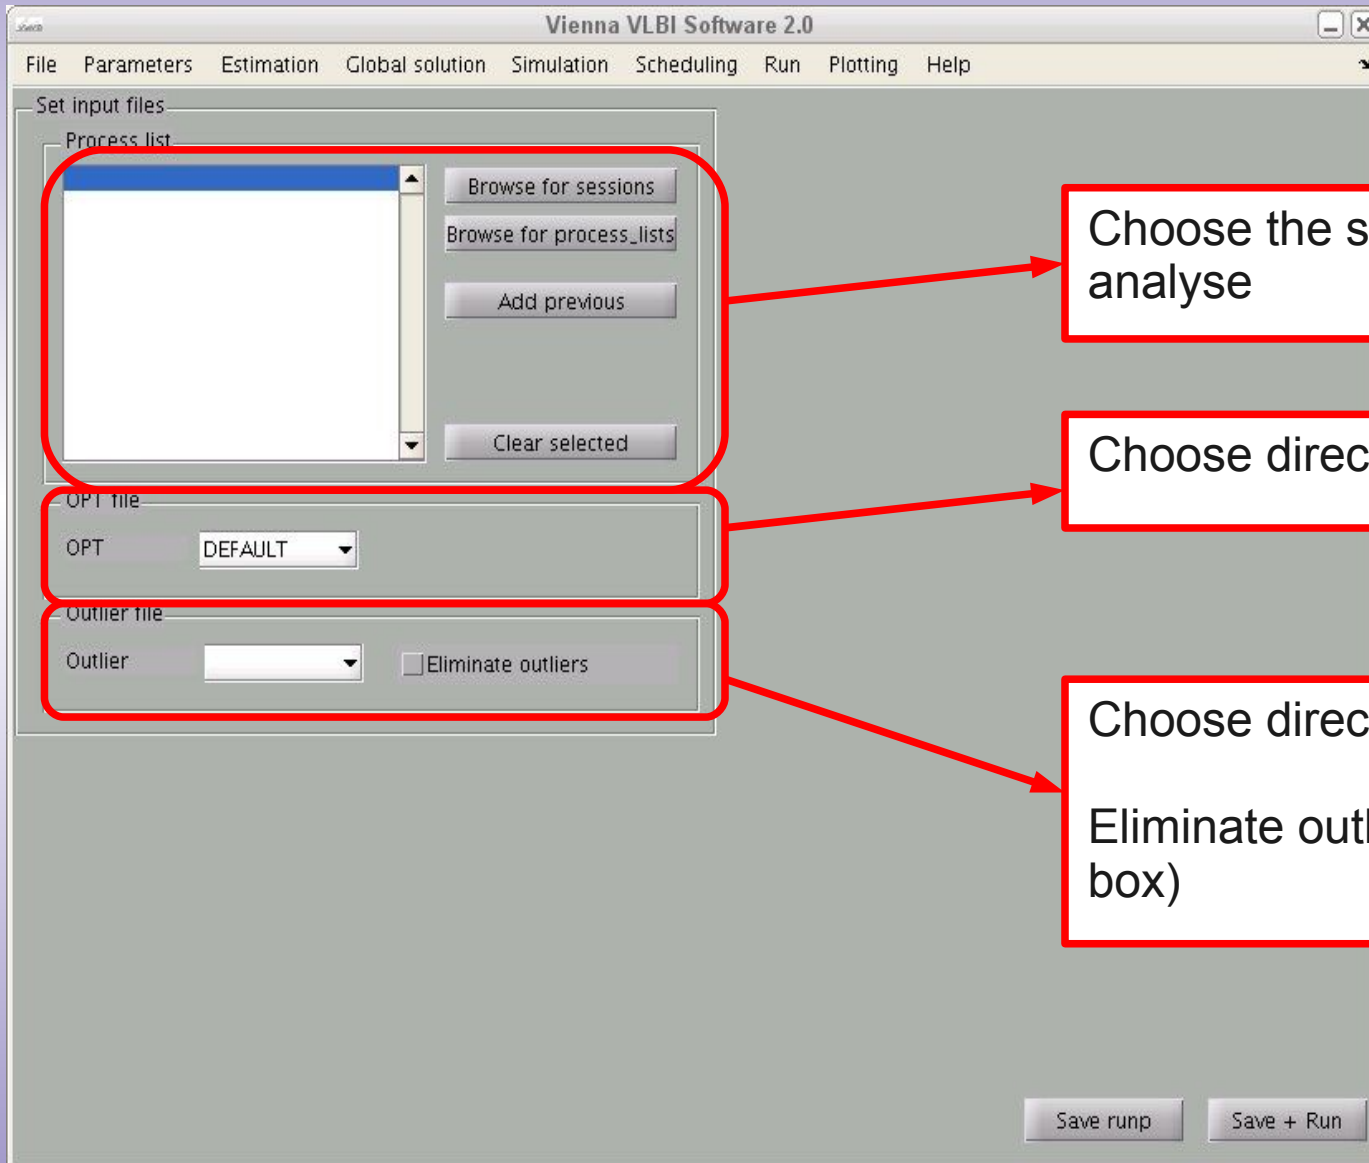 Vienna VLBI Software 2.0
File Parameters Estimation Global solution Simulation Scheduling Run Plotting Help
Set input files
Process list
Browse for sessions
Browse for process_lists
Add previous
Clear selected
OPT file
OPT DEFAULT
Outlier file
Outlier Eliminate outliers
Choose the s
analyse
Choose direc
Choose direc
Eliminate outl
box)
Save runp Save + Run